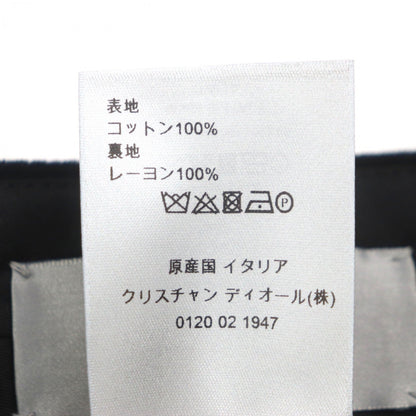 表地
コットン100%
裏地
レーヨン100%
P
原産国 イタリア
クリスチャン ディオール(株)
0120 02 1947